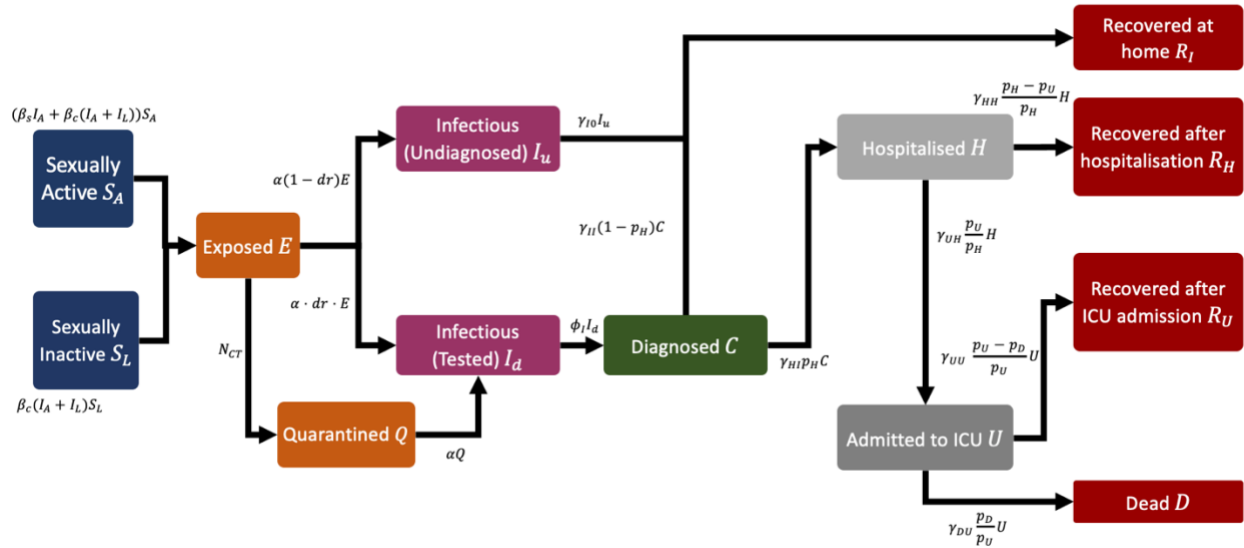 (β_s I_A + β_c(I_A + I_L))S_A
Sexually
Active S_A
Sexually
Inactive S_L
β_c(I_A + I_L)S_L
Exposed E
N_CT
Quarantined Q
αQ
α(1 − dr)E
α · dr · E
Infectious
(Undiagnosed) I_u
Infectious
(Tested) I_d
γ_I0 I_u
ϕ_I I_d
Diagnosed C
γ_II(1 − p_H)C
γ_HI p_H C
Hospitalised H
γ_UH p_U/p_H H
Admitted to ICU U
Recovered at
home R_I
γ_HH (p_H − p_U)/p_H H
Recovered after
hospitalisation R_H
Recovered after
ICU admission R_U
γ_UU (p_U − p_D)/p_U U
Dead D
γ_DU p_D/p_U U